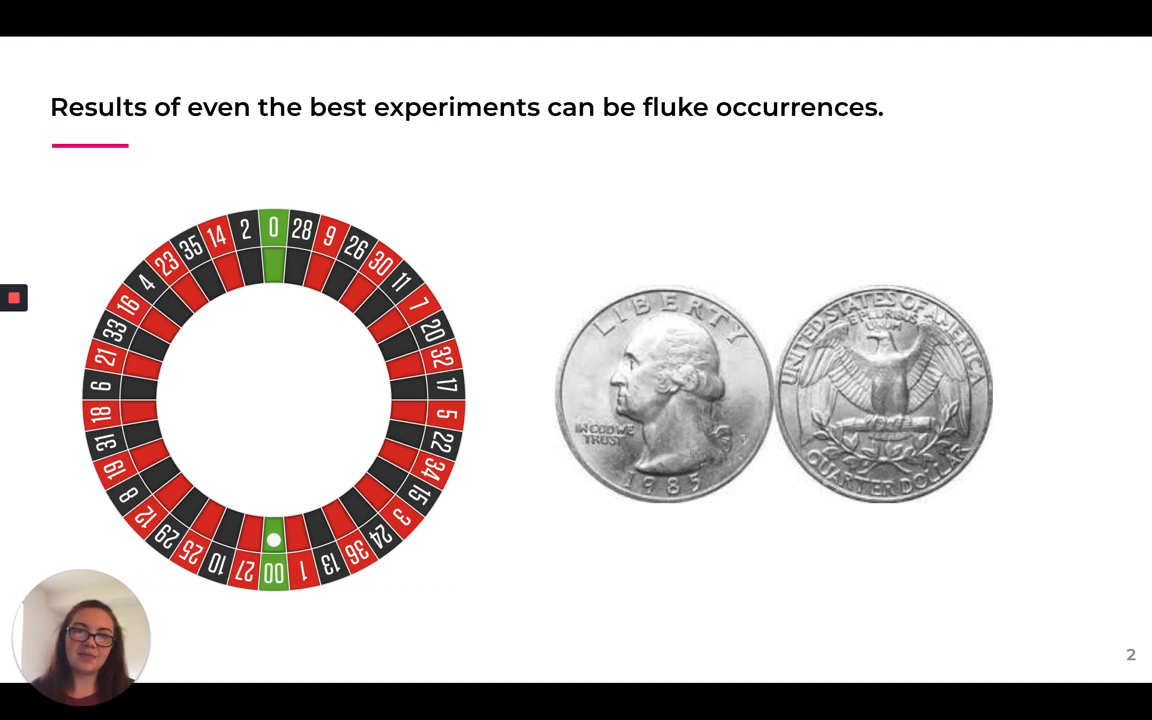 Results of even the best experiments can be fluke occurrences.
0 28 9 26 30 11 7 20 32 17 5 22 34 15 3 24 36 13 1 00 27 10 25 29 12 8 19 31 18 6 21 33 16 4 23 35 14 2
LIBERTY
IN GOD WE
TRUST
1985
UNITED STATES OF AMERICA
E PLURIBUS
UNUM
QUARTER DOLLAR
2